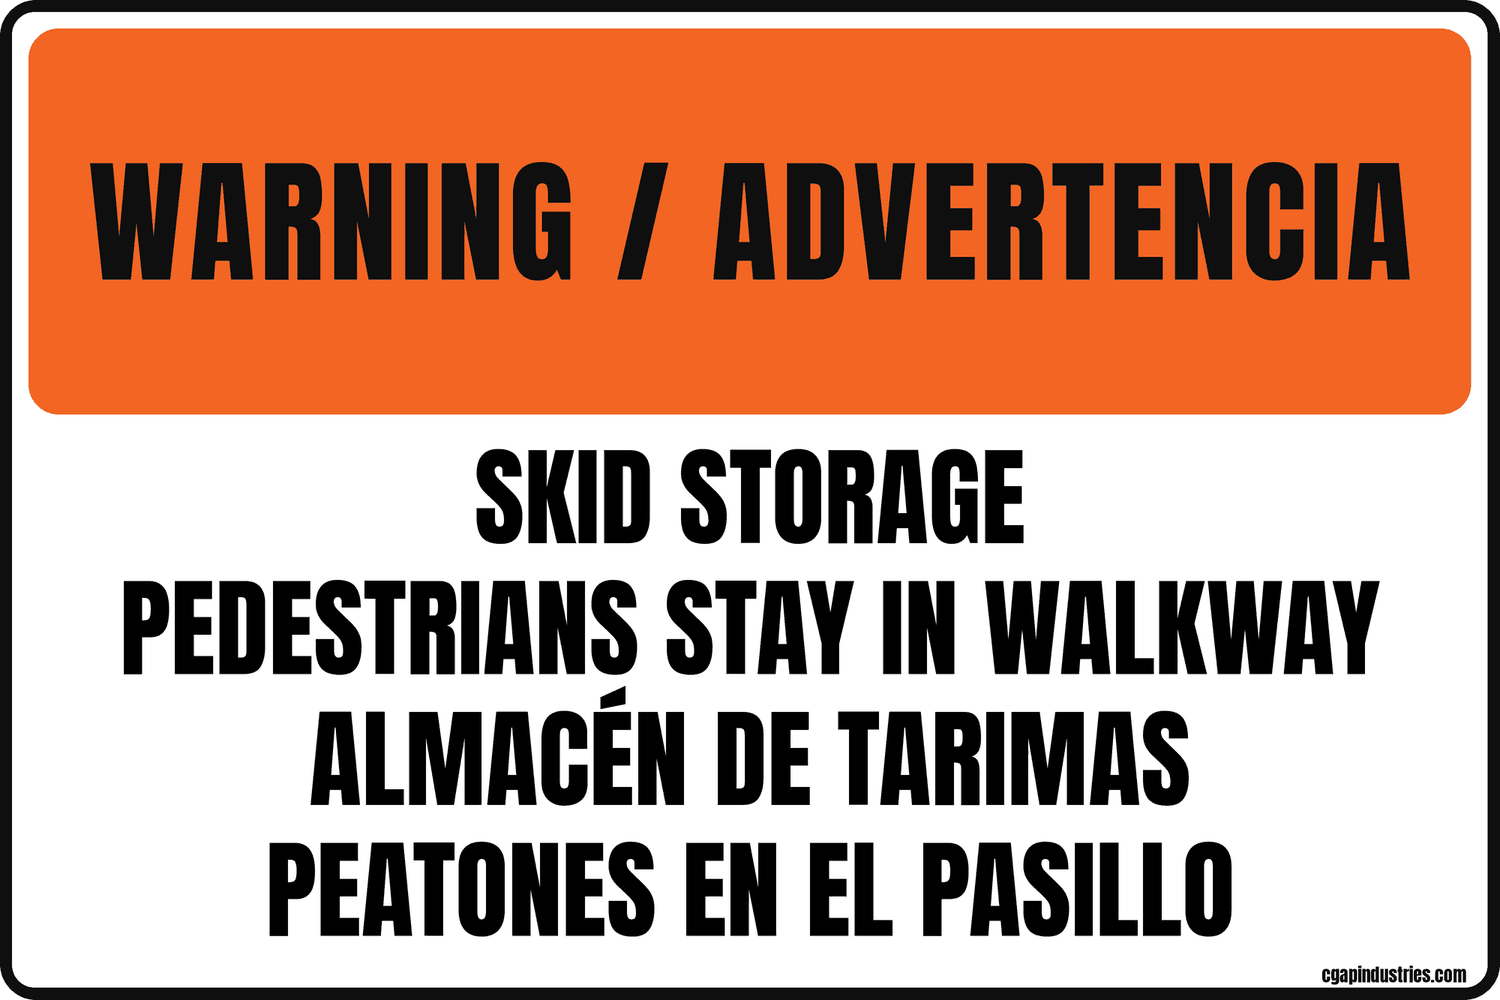 WARNING / ADVERTENCIA
SKID STORAGE
PEDESTRIANS STAY IN WALKWAY
ALMACÉN DE TARIMAS
PEATONES EN EL PASILLO
cgapindustries.com